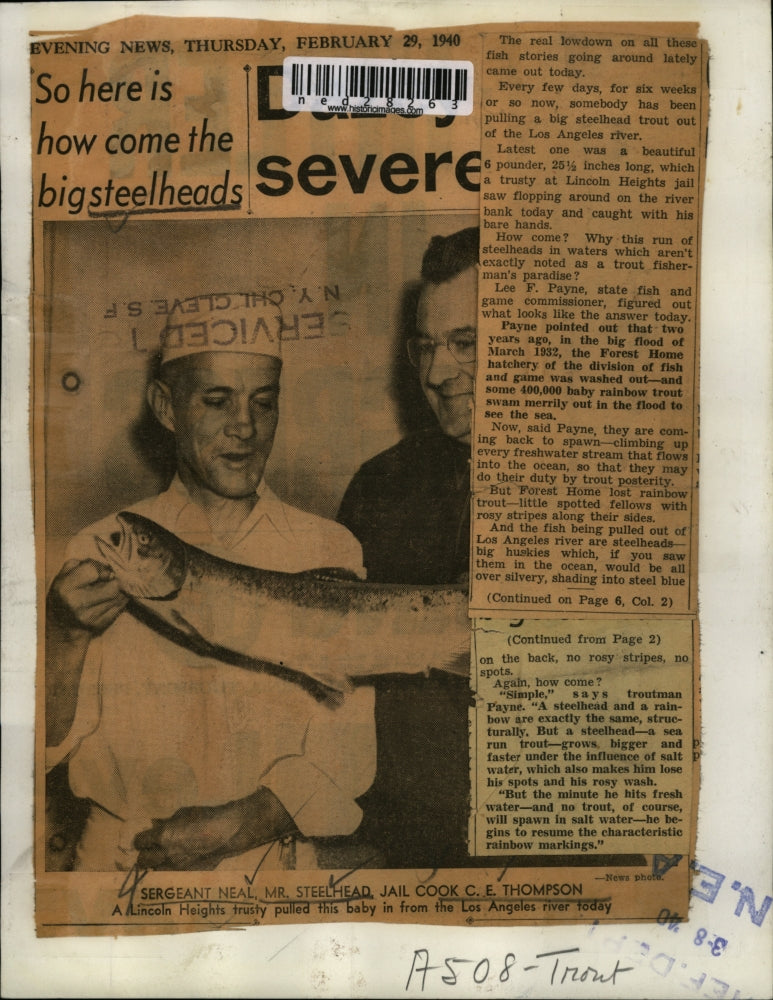 EVENING NEWS, THURSDAY, FEBRUARY 29, 1940
So here is
how come the
big steelheads
severe
ned28263
www.historicimages.com
N.Y. CHI. CLEVE. S.F.
SERVICED
The real lowdown on all these
fish stories going around lately
came out today.
Every few days, for six weeks
or so now, somebody has been
pulling a big steelhead trout out
of the Los Angeles river.
Latest one was a beautiful
6 pounder, 25½ inches long, which
a trusty at Lincoln Heights jail
saw flopping around on the river
bank today and caught with his
bare hands.
How come? Why this run of
steelheads in waters which aren't
exactly noted as a trout fisher-
man's paradise?
Lee F. Payne, state fish and
game commissioner, figured out
what looks like the answer today.
Payne pointed out that two
years ago, in the big flood of
March 1932, the Forest Home
hatchery of the division of fish
and game was washed out—and
some 400,000 baby rainbow trout
swam merrily out in the flood to
see the sea.
Now, said Payne, they are com-
ing back to spawn—climbing up
every freshwater stream that flows
into the ocean, so that they may
do their duty by trout posterity.
But Forest Home lost rainbow
trout—little spotted fellows with
rosy stripes along their sides.
And the fish being pulled out of
Los Angeles river are steelheads—
big huskies which, if you saw
them in the ocean, would be all
over silvery, shading into steel blue
(Continued on Page 6, Col. 2)
(Continued from Page 2)
on the back, no rosy stripes, no
spots.
Again, how come?
"Simple," says troutman
Payne. "A steelhead and a rain-
bow are exactly the same, struc-
turally. But a steelhead—a sea
run trout—grows bigger and
faster under the influence of salt
water, which also makes him lose
his spots and his rosy wash.
"But the minute he hits fresh
water—and no trout, of course,
will spawn in salt water—he be-
gins to resume the characteristic
rainbow markings."
—News photo.
SERGEANT NEAL, MR. STEELHEAD, JAIL COOK C. E. THOMPSON
A Lincoln Heights trusty pulled this baby in from the Los Angeles river today
N.E.A.
3-8 '40
REF. DEPT.
A508-Trout